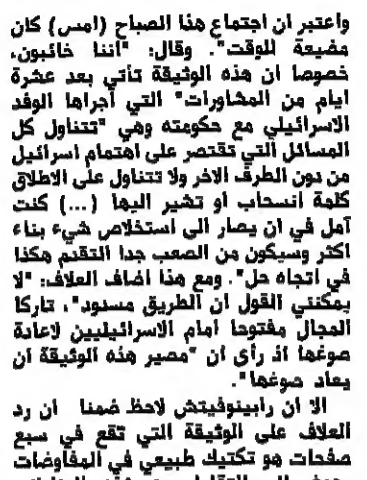 واعتبر ان اجتماع هذا الصباح (امس) كان
مضيعة للوقت". وقال: "اننا خائبون،
خصوصا ان هذه الوثيقة تأتي بعد عشرة
ايام من المشاورات" التي أجراها الوفد
الاسرائيلي مع حكومته وهي "تتناول كل
المسائل التي تقتصر على اهتمام اسرائيل
من دون الطرف الاخر ولا تتناول على الاطلاق
كلمة انسحاب او تشير اليها (...) كنت
آمل في ان يصار الى استخلاص شيء بناء
اكثر وسيكون من الصعب جدا التقدم هكذا
في اتجاه حل". ومع هذا اضاف العلاف: "لا
يمكنني القول ان الطريق مسدود"، تاركا
المجال مفتوحا امام الاسرائيليين لاعادة
صوغها اذ رأى ان "مصير هذه الوثيقة ان
يعاد صوغها".
الا ان رابينوفيتش لاحظ ضمنا ان رد
العلاف على الوثيقة التي تقع في سبع
صفحات هو تكتيك طبيعي في المفاوضات